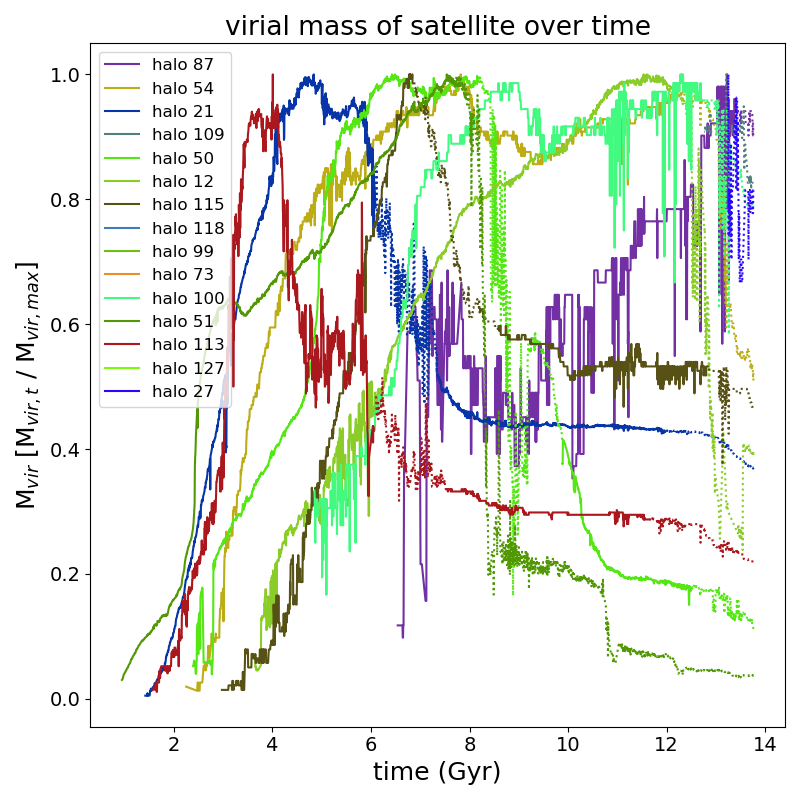 virial mass of satellite over time
M_vir [M_vir, t / M_vir, max.]
1.0
0.8
0.6
0.4
0.2
0.0
halo 87
halo 54
halo 21
halo 109
halo 50
halo 12
halo 115
halo 118
halo 99
halo 73
halo 100
halo 51
halo 113
halo 127
halo 27
2 4 6 8 10 12 14
time (Gyr)